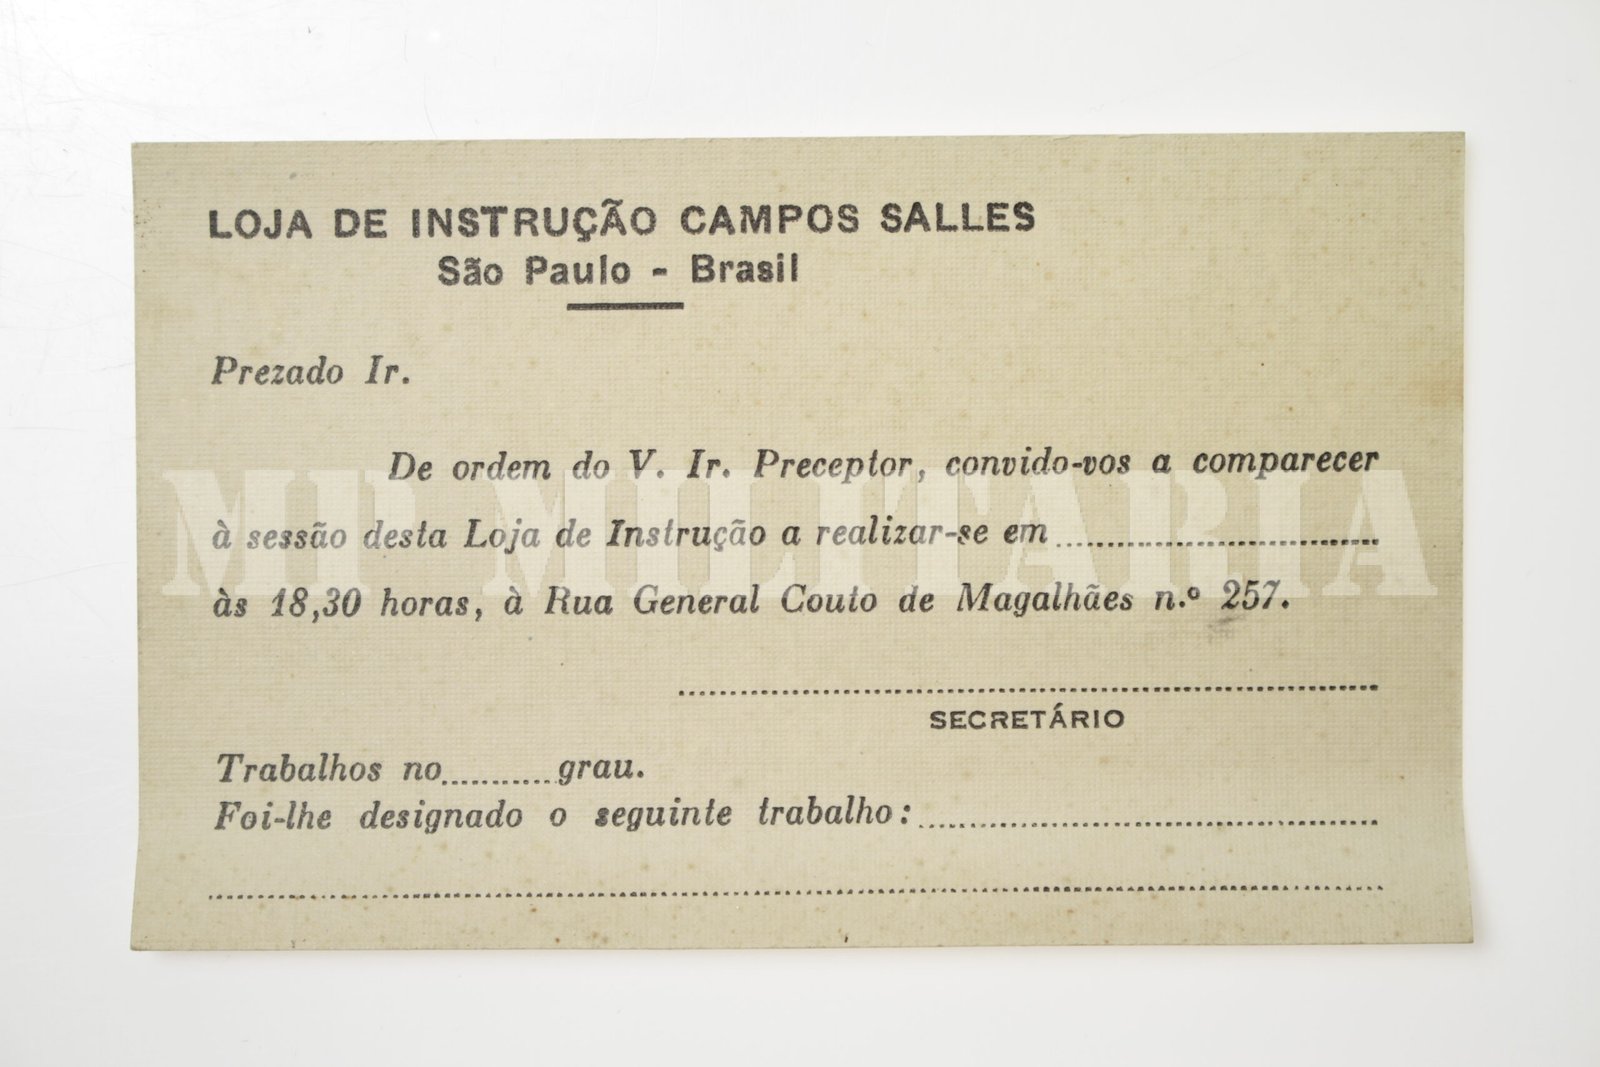 LOJA DE INSTRUÇÃO CAMPOS SALLES
São Paulo - Brasil
Prezado Ir.
De ordem do V. Ir. Preceptor, convido-vos a comparecer
MP MILITARIA
à sessão desta Loja de Instrução a realizar-se em
às 18,30 horas, à Rua General Couto de Magalhães n.º 257.
SECRETÁRIO
Trabalhos no..........grau.
Foi-lhe designado o seguinte trabalho: